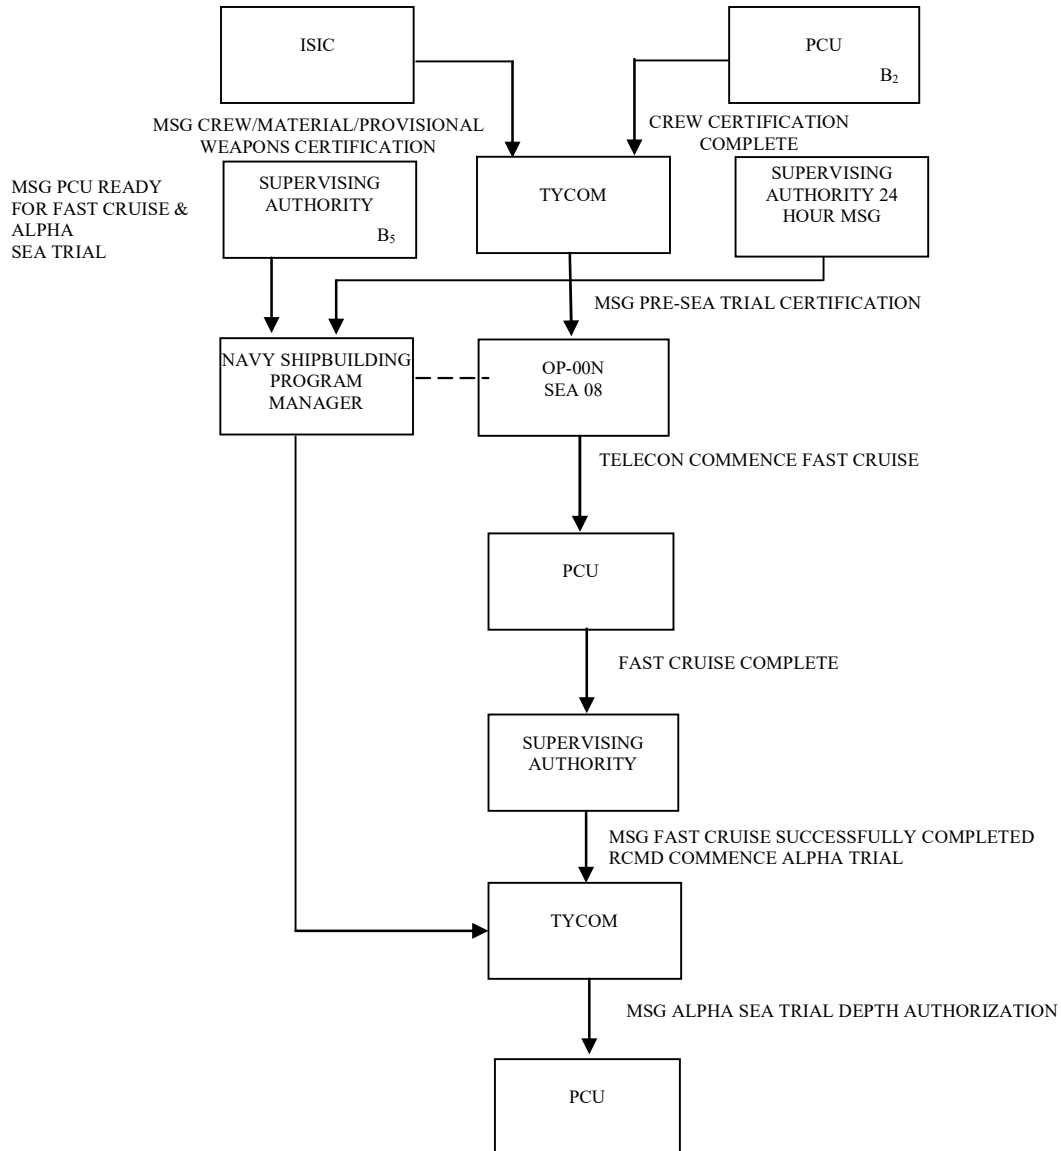 ISIC
PCU
B₂
MSG CREW/MATERIAL/PROVISIONAL
WEAPONS CERTIFICATION
CREW CERTIFICATION
COMPLETE
MSG PCU READY
FOR FAST CRUISE &
ALPHA
SEA TRIAL
SUPERVISING
AUTHORITY
B₅
TYCOM
SUPERVISING
AUTHORITY 24
HOUR MSG
MSG PRE-SEA TRIAL CERTIFICATION
NAVY SHIPBUILDING
PROGRAM
MANAGER
OP-00N
SEA 08
TELECON COMMENCE FAST CRUISE
PCU
FAST CRUISE COMPLETE
SUPERVISING
AUTHORITY
MSG FAST CRUISE SUCCESSFULLY COMPLETED
RCMD COMMENCE ALPHA TRIAL
TYCOM
MSG ALPHA SEA TRIAL DEPTH AUTHORIZATION
PCU